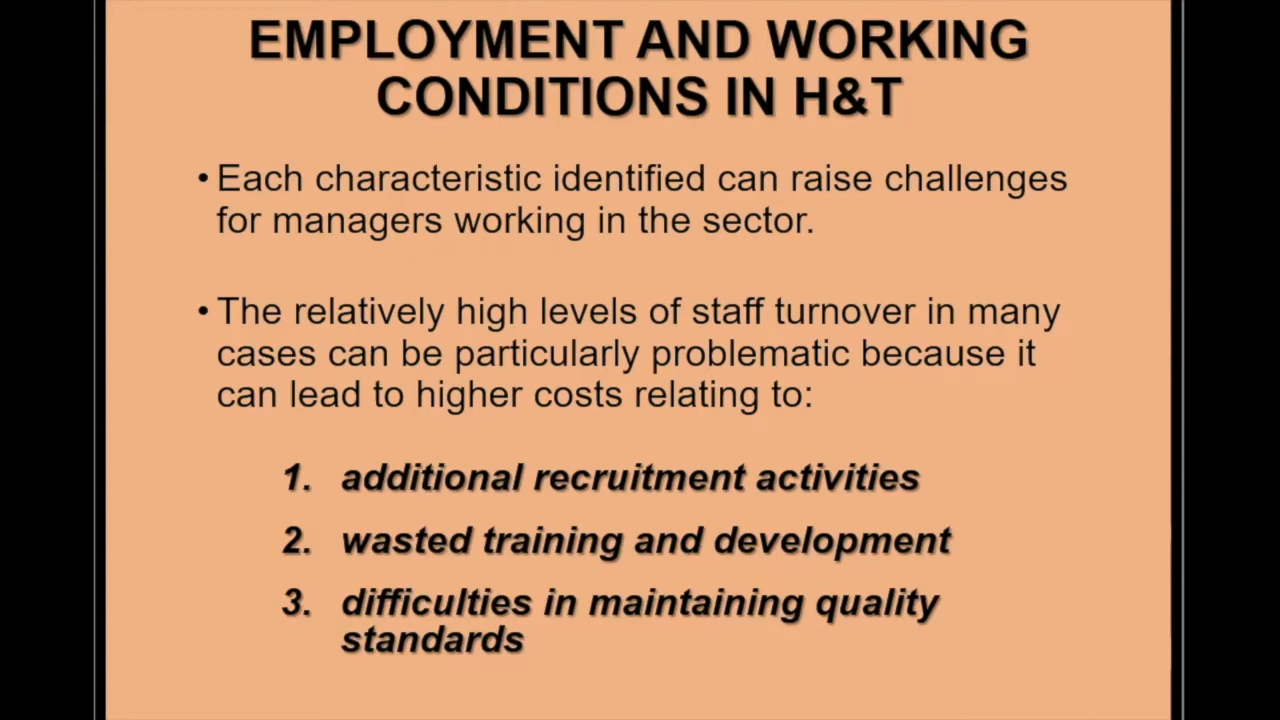 EMPLOYMENT AND WORKING
CONDITIONS IN H&T
• Each characteristic identified can raise challenges
for managers working in the sector.
• The relatively high levels of staff turnover in many
cases can be particularly problematic because it
can lead to higher costs relating to:
1. additional recruitment activities
2. wasted training and development
3. difficulties in maintaining quality
standards